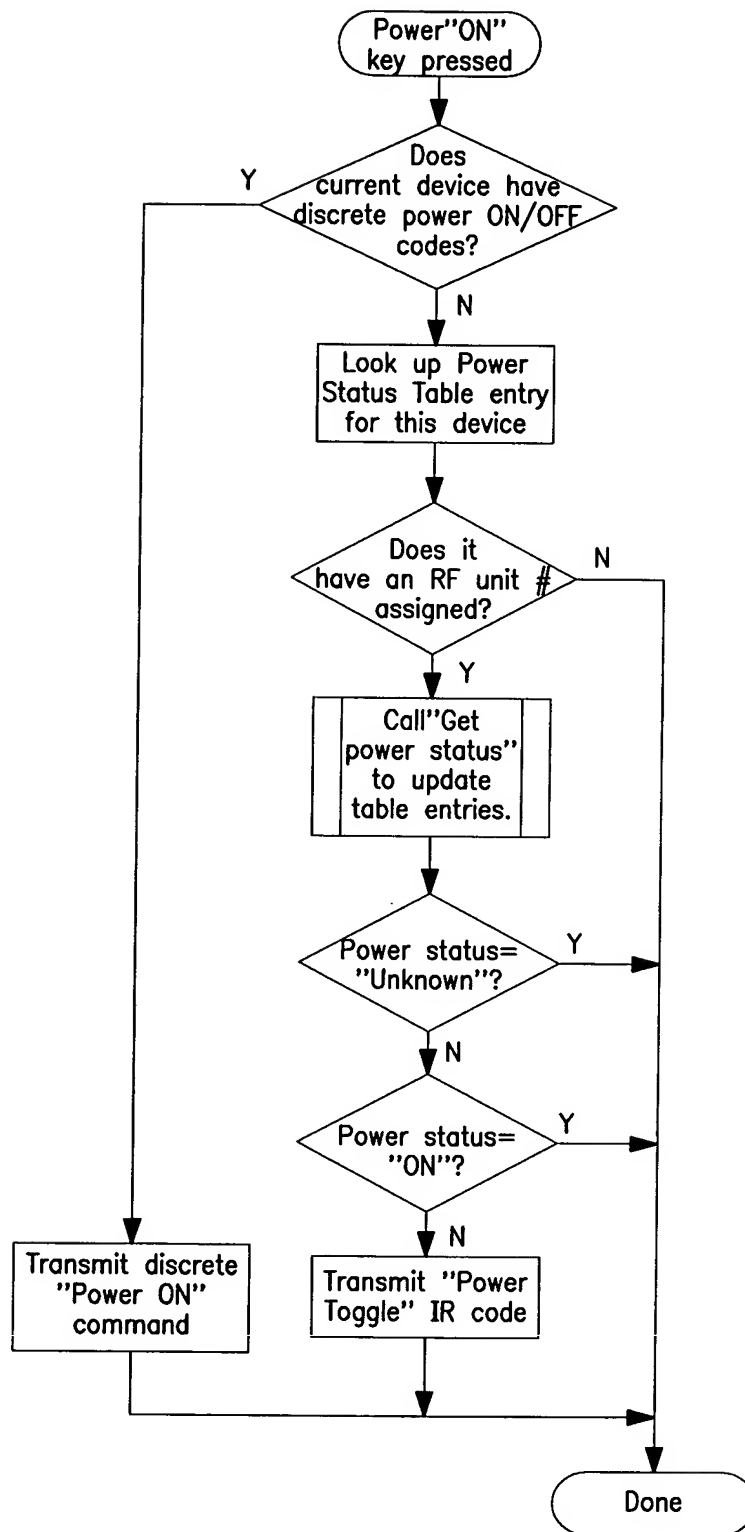 Power"ON"
key pressed
Does
current device have
discrete power ON/OFF
codes?
Y
N
Look up Power
Status Table entry
for this device
Does it
have an RF unit #
assigned?
N
Y
Call"Get
power status"
to update
table entries.
Power status=
"Unknown"?
Y
N
Power status=
"ON"?
Y
N
Transmit discrete
"Power ON"
command
Transmit "Power
Toggle" IR code
Done